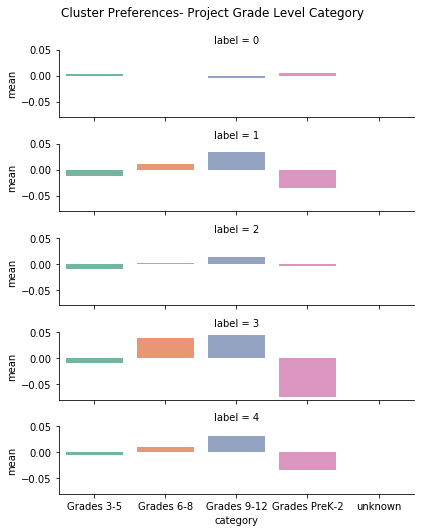 Cluster Preferences- Project Grade Level Category
label = 0
0.05
0.00
−0.05
mean
label = 1
0.05
0.00
−0.05
mean
label = 2
0.05
0.00
−0.05
mean
label = 3
0.05
0.00
−0.05
mean
label = 4
0.05
0.00
−0.05
mean
Grades 3-5 Grades 6-8 Grades 9-12 Grades PreK-2 unknown
category